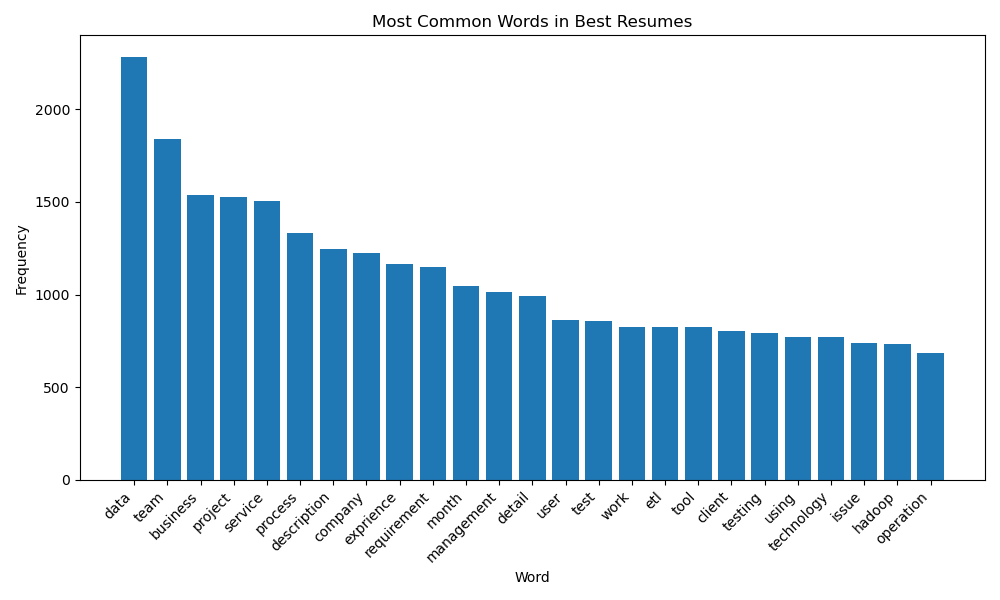 Most Common Words in Best Resumes
Frequency
2000
1500
1000
500
0
data
team
business
project
service
process
description
company
exprience
requirement
month
management
detail
user
test
work
etl
tool
client
testing
using
technology
issue
hadoop
operation
Word